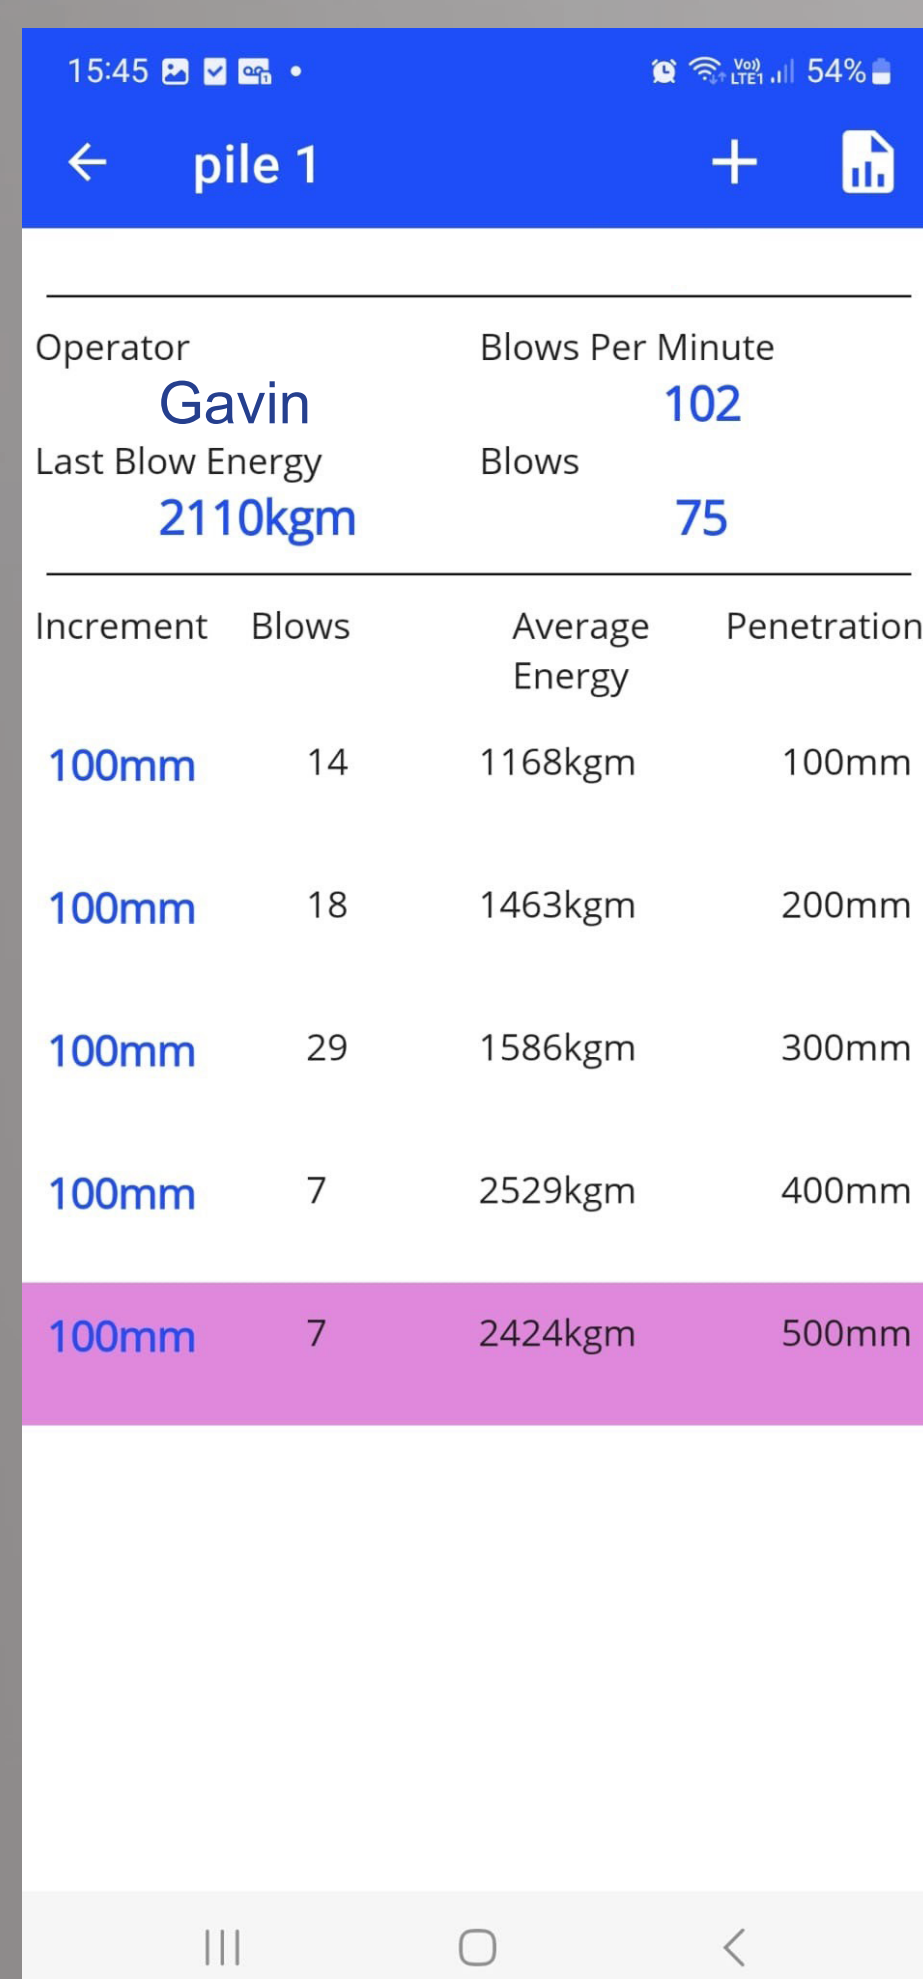 15:45 54%
pile 1
Operator Blows Per Minute
Gavin 102
Last Blow Energy Blows
2110kgm 75
Increment Blows Average Energy Penetration
100mm 14 1168kgm 100mm
100mm 18 1463kgm 200mm
100mm 29 1586kgm 300mm
100mm 7 2529kgm 400mm
100mm 7 2424kgm 500mm